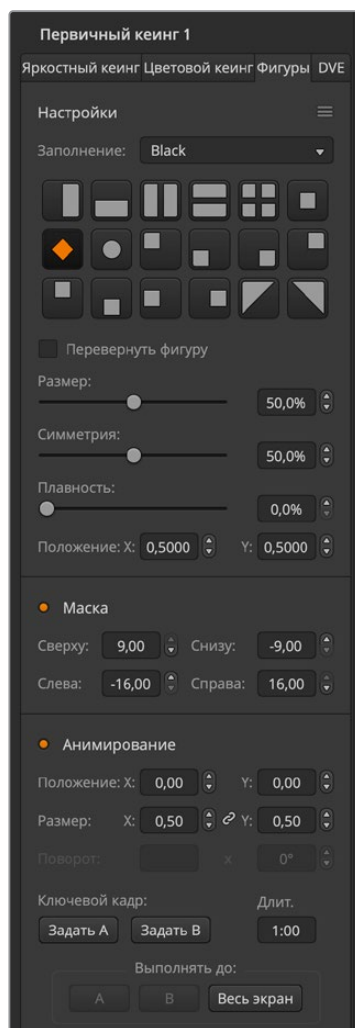 Первичный кеинг 1
Яркостный кеинг Цветовой кеинг Фигуры DVE
Настройки
Заполнение: Black
Перевернуть фигуру
Размер:
50,0%
Симметрия:
50,0%
Плавность:
0,0%
Положение: X: 0,5000 Y: 0,5000
Маска
Сверху: 9,00 Снизу: -9,00
Слева: -16,00 Справа: 16,00
Анимирование
Положение: X: 0,00 Y: 0,00
Размер: X: 0,50 Y: 0,50
Поворот: x 0°
Ключевой кадр: Длит.
Задать A Задать B 1:00
Выполнять до:
A B Весь экран